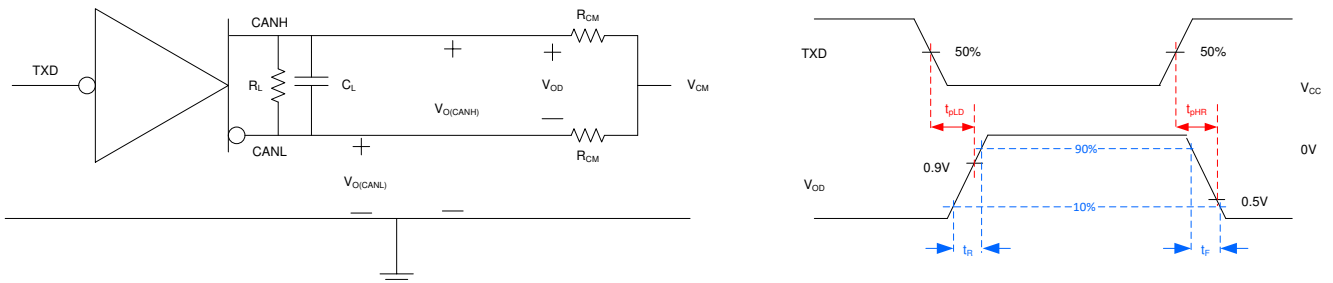 CANH
R_CM
TXD
R_L
C_L
V_OD
V_CM
V_O(CANH)
CANL
R_CM
V_O(CANL)
TXD
50%
50%
V_CC
t_pLD
t_pHR
90%
0V
0.9V
V_OD
10%
0.5V
t_R
t_F